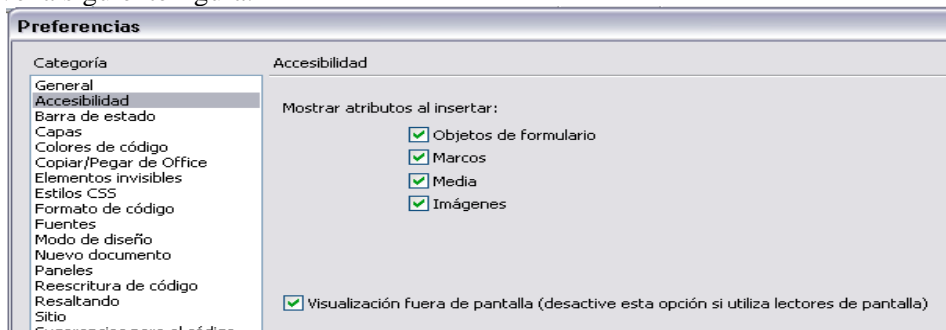 Preferencias
Categoría
General
Accesibilidad
Barra de estado
Capas
Colores de código
Copiar/Pegar de Office
Elementos invisibles
Estilos CSS
Formato de código
Fuentes
Modo de diseño
Nuevo documento
Paneles
Reescritura de código
Resaltando
Sitio
Accesibilidad
Mostrar atributos al insertar:
Objetos de formulario
Marcos
Media
Imágenes
Visualización fuera de pantalla (desactive esta opción si utiliza lectores de pantalla)